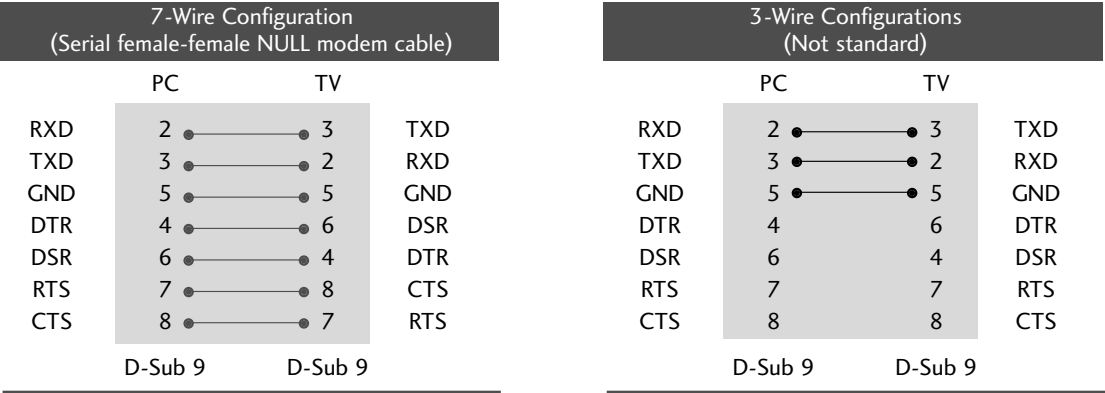 7-Wire Configuration
(Serial female-female NULL modem cable)
PC TV
RXD 2 3 TXD
TXD 3 2 RXD
GND 5 5 GND
DTR 4 6 DSR
DSR 6 4 DTR
RTS 7 8 CTS
CTS 8 7 RTS
D-Sub 9 D-Sub 9
3-Wire Configurations
(Not standard)
PC TV
RXD 2 3 TXD
TXD 3 2 RXD
GND 5 5 GND
DTR 4 6 DTR
DSR 6 4 DSR
RTS 7 7 RTS
CTS 8 8 CTS
D-Sub 9 D-Sub 9